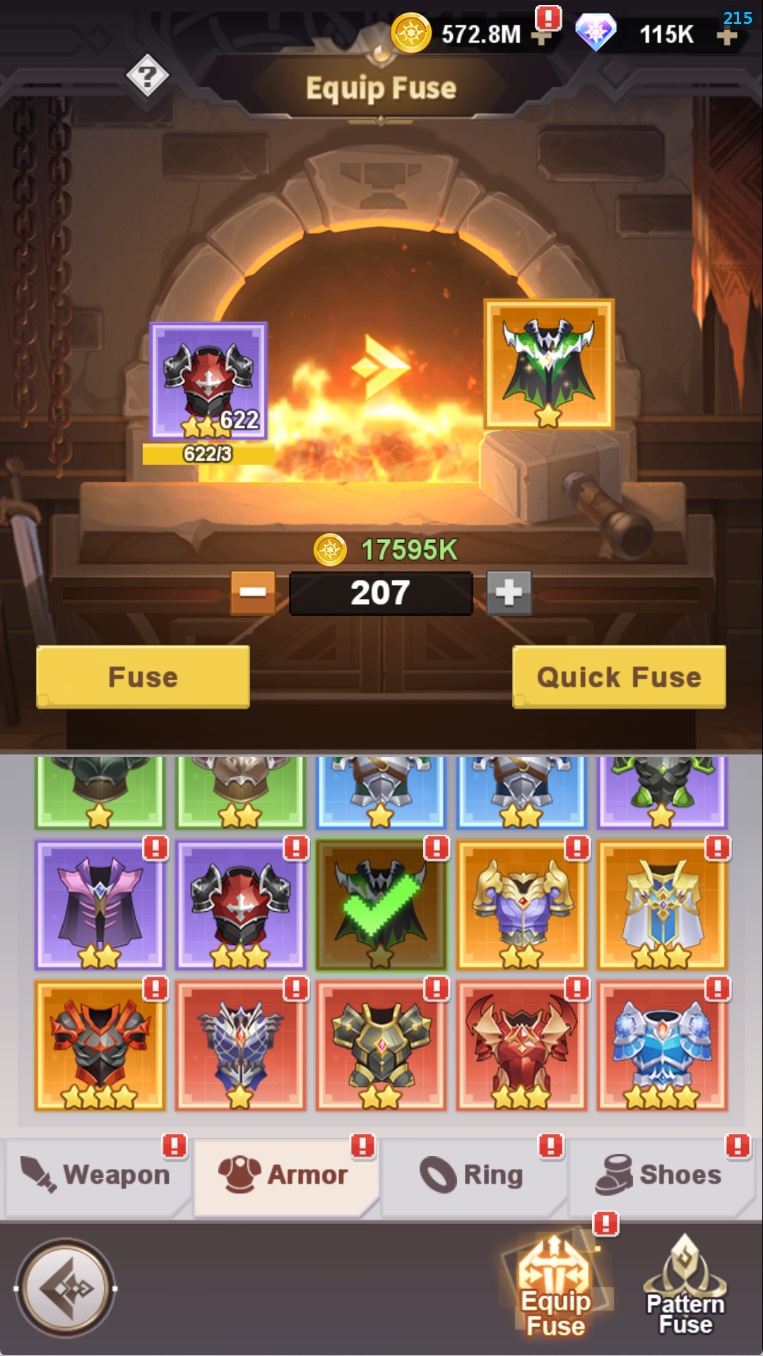 215
572.8M
115K
?
Equip Fuse
622
622/3
17595K
207
Fuse
Quick Fuse
Weapon
Armor
Ring
Shoes
Equip
Fuse
Pattern
Fuse